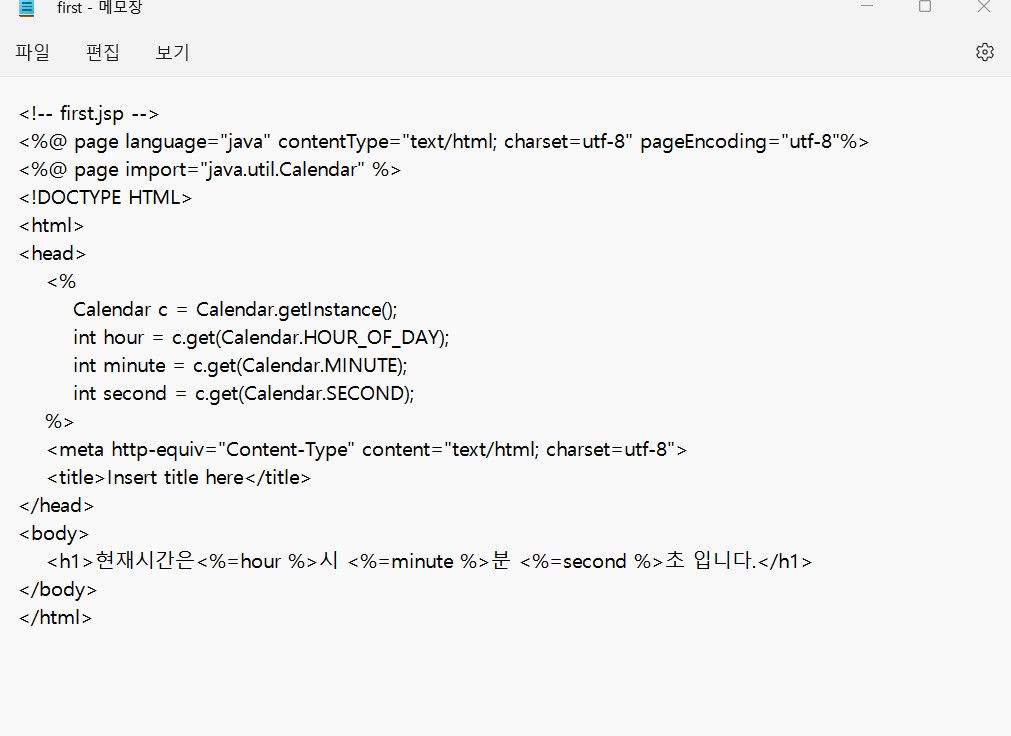 first - 메모장
파일 편집 보기
<!-- first.jsp -->
<%@ page language="java" contentType="text/html; charset=utf-8" pageEncoding="utf-8"%>
<%@ page import="java.util.Calendar" %>
<!DOCTYPE HTML>
<html>
<head>
    <%
        Calendar c = Calendar.getInstance();
        int hour = c.get(Calendar.HOUR_OF_DAY);
        int minute = c.get(Calendar.MINUTE);
        int second = c.get(Calendar.SECOND);
    %>
    <meta http-equiv="Content-Type" content="text/html; charset=utf-8">
    <title>Insert title here</title>
</head>
<body>
    <h1>현재시간은<%=hour %>시 <%=minute %>분 <%=second %>초 입니다.</h1>
</body>
</html>